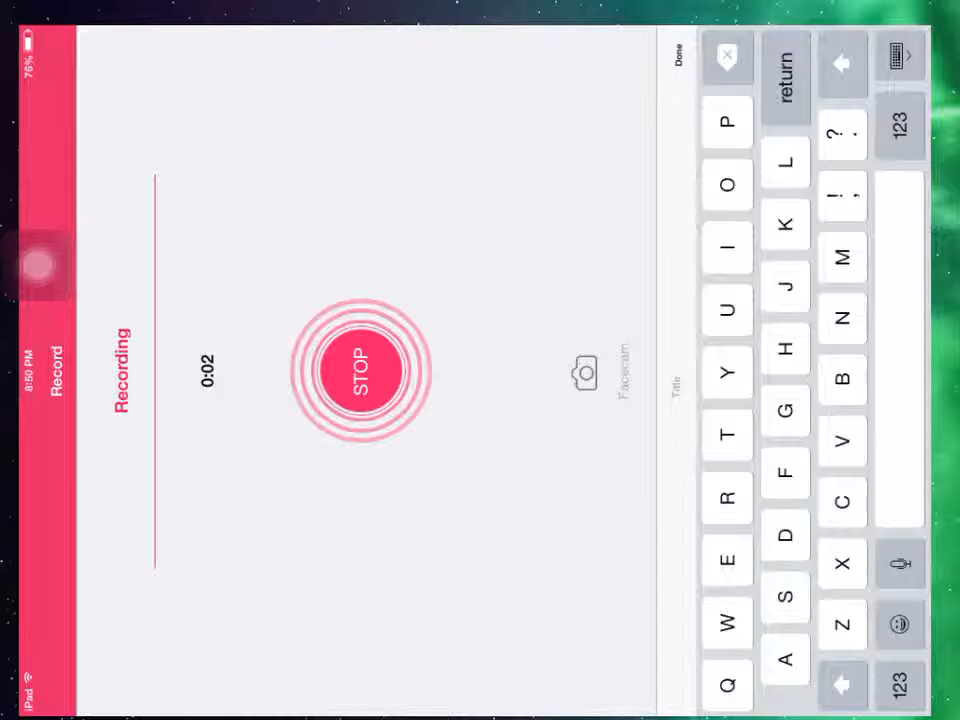 iPad 8:50 PM 76%
Record
Recording
0:02
STOP
Facecam
Title Done
Q W E R T Y U I O P
A S D F G H J K L return
Z X C V B N M ! , ? .
123 123